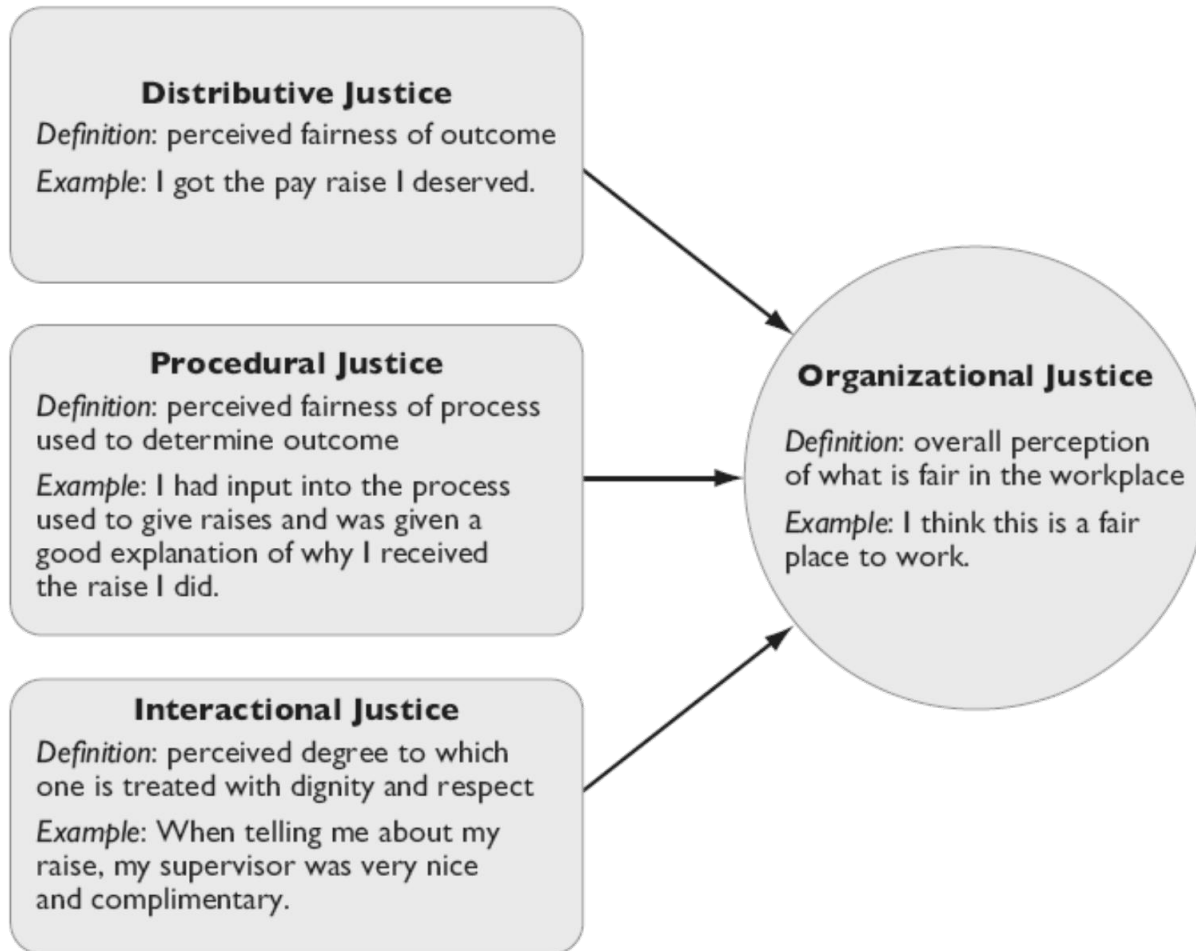 Distributive Justice
Definition: perceived fairness of outcome
Example: I got the pay raise I deserved.
Procedural Justice
Definition: perceived fairness of process
used to determine outcome
Example: I had input into the process
used to give raises and was given a
good explanation of why I received
the raise I did.
Interactional Justice
Definition: perceived degree to which
one is treated with dignity and respect
Example: When telling me about my
raise, my supervisor was very nice
and complimentary.
Organizational Justice
Definition: overall perception
of what is fair in the workplace
Example: I think this is a fair
place to work.